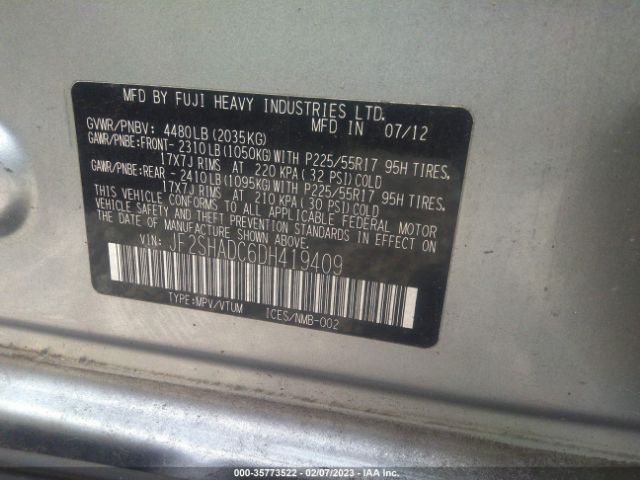 MFD BY FUJI HEAVY INDUSTRIES LTD.
MFD IN 07/12
GVWR/PNBV: 4480LB(2035KG)
GAWR/PNBE:FRONT- 2310LB(1050KG)WITH P225/55R17 95H TIRES,
17X7J RIMS AT 220 KPA( 32 PSI)COLD
GAWR/PNBE:REAR - 2410LB(1095KG)WITH P225/55R17 95H TIRES,
17X7J RIMS AT 210 KPA( 30 PSI)COLD
THIS VEHICLE CONFORMS TO ALL APPLICABLE FEDERAL MOTOR
VEHICLE SAFETY AND THEFT PREVENTION STANDARDS IN EFFECT ON
THE DATE OF MANUFACTURE SHOWN ABOVE.
VIN: JF2SHADC6DH419409
TYPE:MPV/VTUM ICES/NMB-002
000-35773522 - 02/07/2023 - IAA Inc.